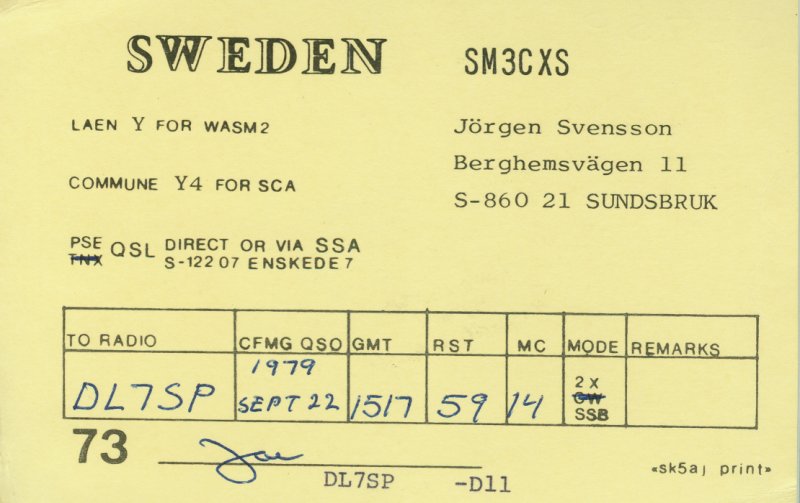 SWEDEN SM3CXS
LAEN Y FOR WASM2
Jörgen Svensson
Berghemsvägen 11
COMMUNE Y4 FOR SCA
S-860 21 SUNDSBRUK
PSE TNX QSL DIRECT OR VIA SSA
S-122 07 ENSKEDE 7
TO RADIO CFMG QSO GMT RST MC MODE REMARKS
DL7SP 1979 SEPT 22 1517 59 14 2X CW SSB
73 Joe
DL7SP -D11
«sk5aj print»